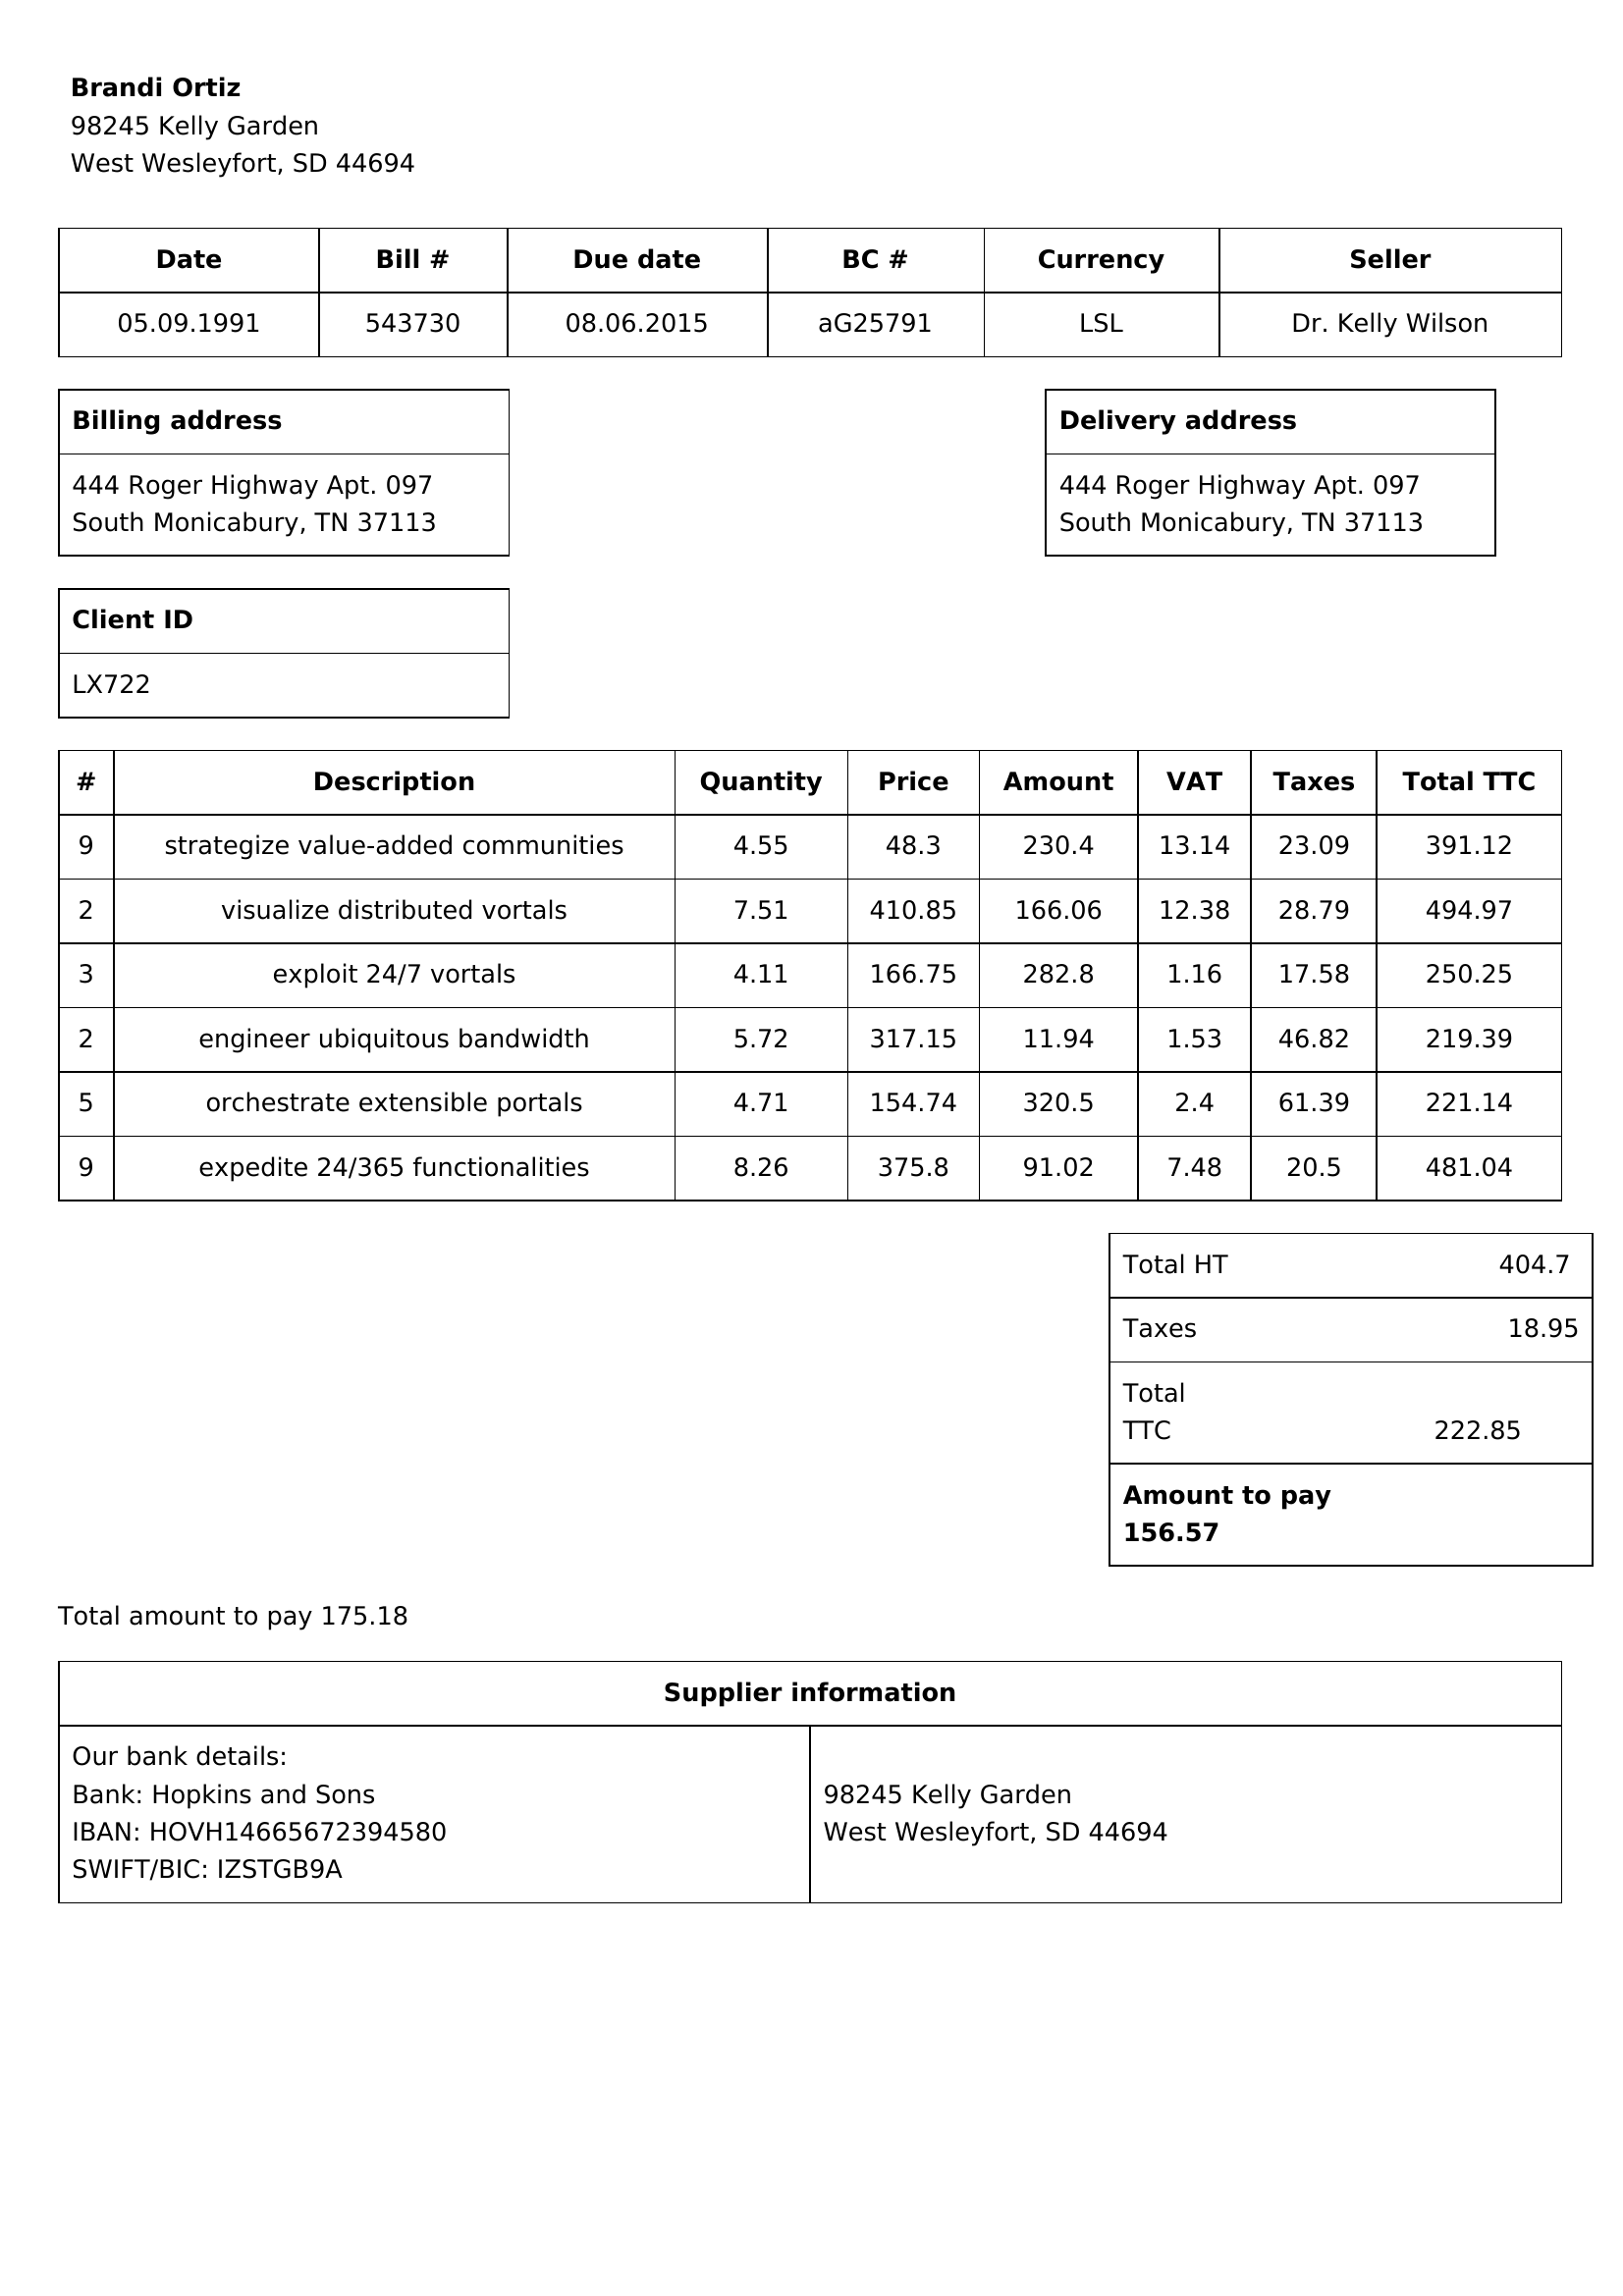 Brandi Ortiz
98245 Kelly Garden
West Wesleyfort, SD 44694
Date Bill # Due date BC # Currency Seller
05.09.1991 543730 08.06.2015 aG25791 LSL Dr. Kelly Wilson
Billing address
444 Roger Highway Apt. 097
South Monicabury, TN 37113
Delivery address
444 Roger Highway Apt. 097
South Monicabury, TN 37113
Client ID
LX722
# Description Quantity Price Amount VAT Taxes Total TTC
9 strategize value-added communities 4.55 48.3 230.4 13.14 23.09 391.12
2 visualize distributed vortals 7.51 410.85 166.06 12.38 28.79 494.97
3 exploit 24/7 vortals 4.11 166.75 282.8 1.16 17.58 250.25
2 engineer ubiquitous bandwidth 5.72 317.15 11.94 1.53 46.82 219.39
5 orchestrate extensible portals 4.71 154.74 320.5 2.4 61.39 221.14
9 expedite 24/365 functionalities 8.26 375.8 91.02 7.48 20.5 481.04
Total HT 404.7
Taxes 18.95
Total
TTC 222.85
Amount to pay
156.57
Total amount to pay 175.18
Supplier information
Our bank details:
Bank: Hopkins and Sons
IBAN: HOVH14665672394580
SWIFT/BIC: IZSTGB9A
98245 Kelly Garden
West Wesleyfort, SD 44694